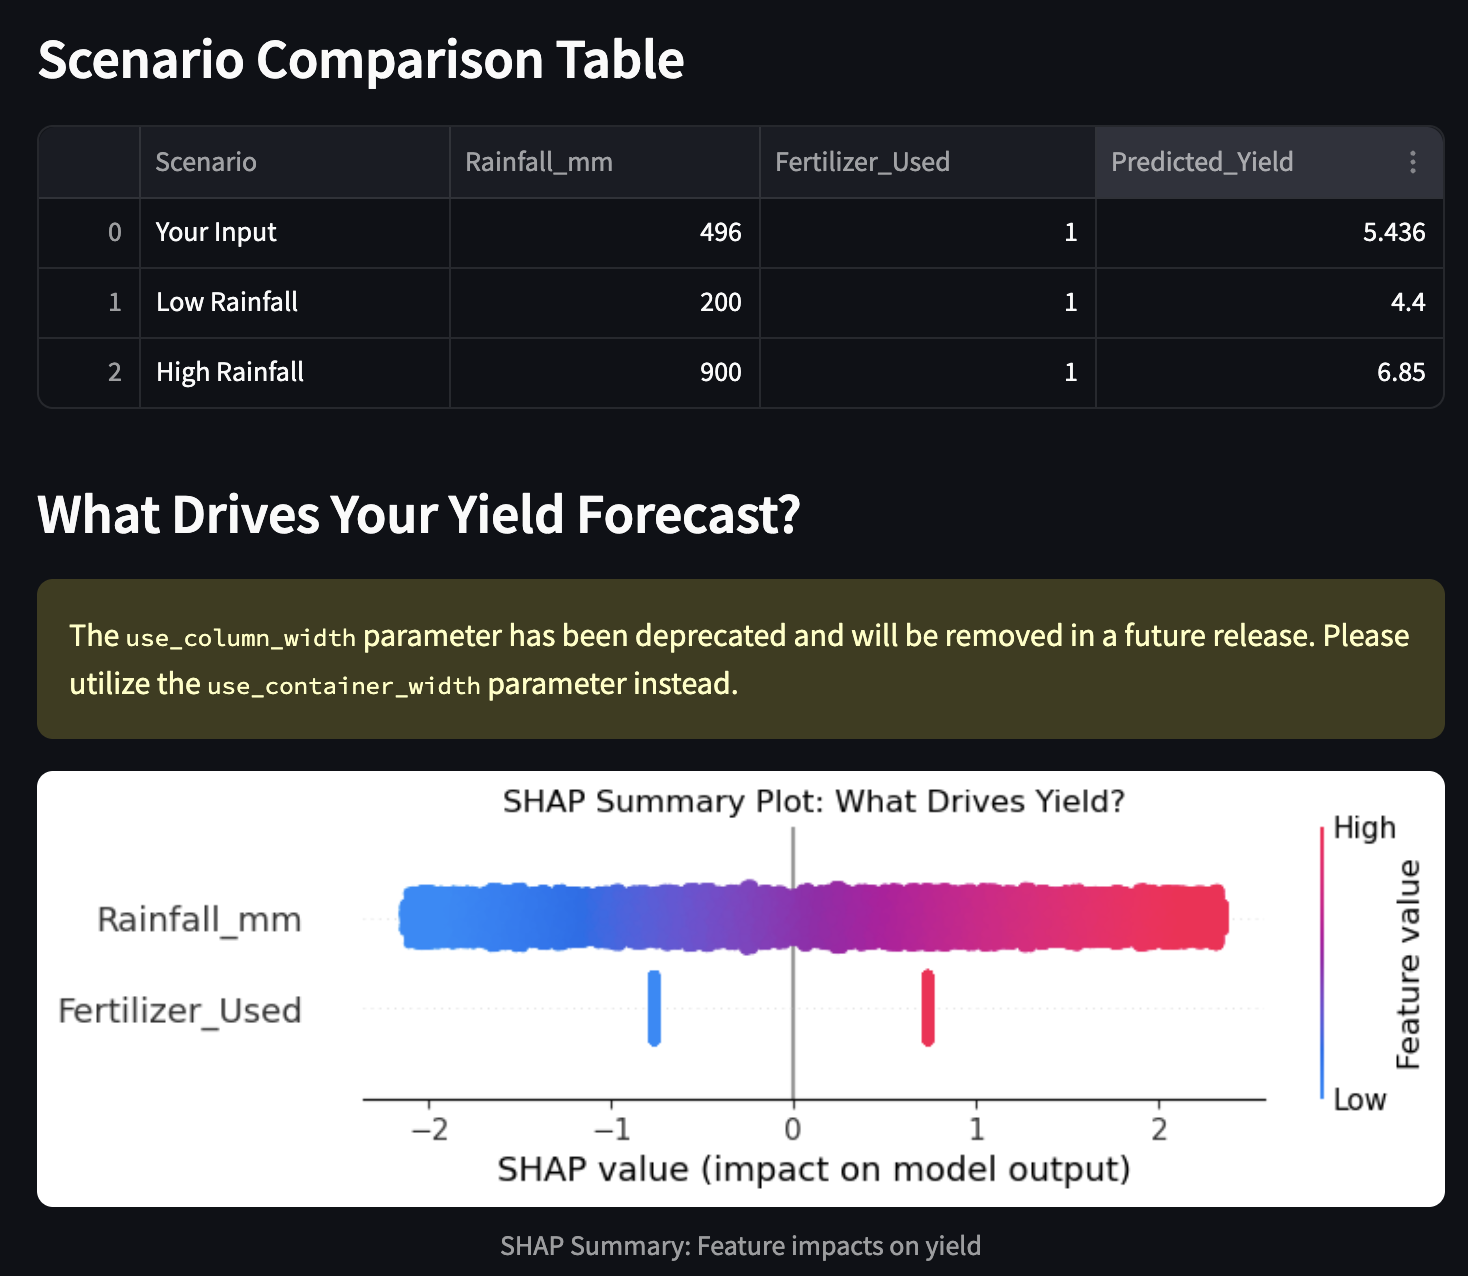 Scenario Comparison Table
Scenario Rainfall_mm Fertilizer_Used Predicted_Yield
0 Your Input 496 1 5.436
1 Low Rainfall 200 1 4.4
2 High Rainfall 900 1 6.85
What Drives Your Yield Forecast?
The use_column_width parameter has been deprecated and will be removed in a future release. Please
utilize the use_container_width parameter instead.
SHAP Summary Plot: What Drives Yield?
High
Rainfall_mm
Fertilizer_Used
Feature value
Low
−2 −1 0 1 2
SHAP value (impact on model output)
SHAP Summary: Feature impacts on yield